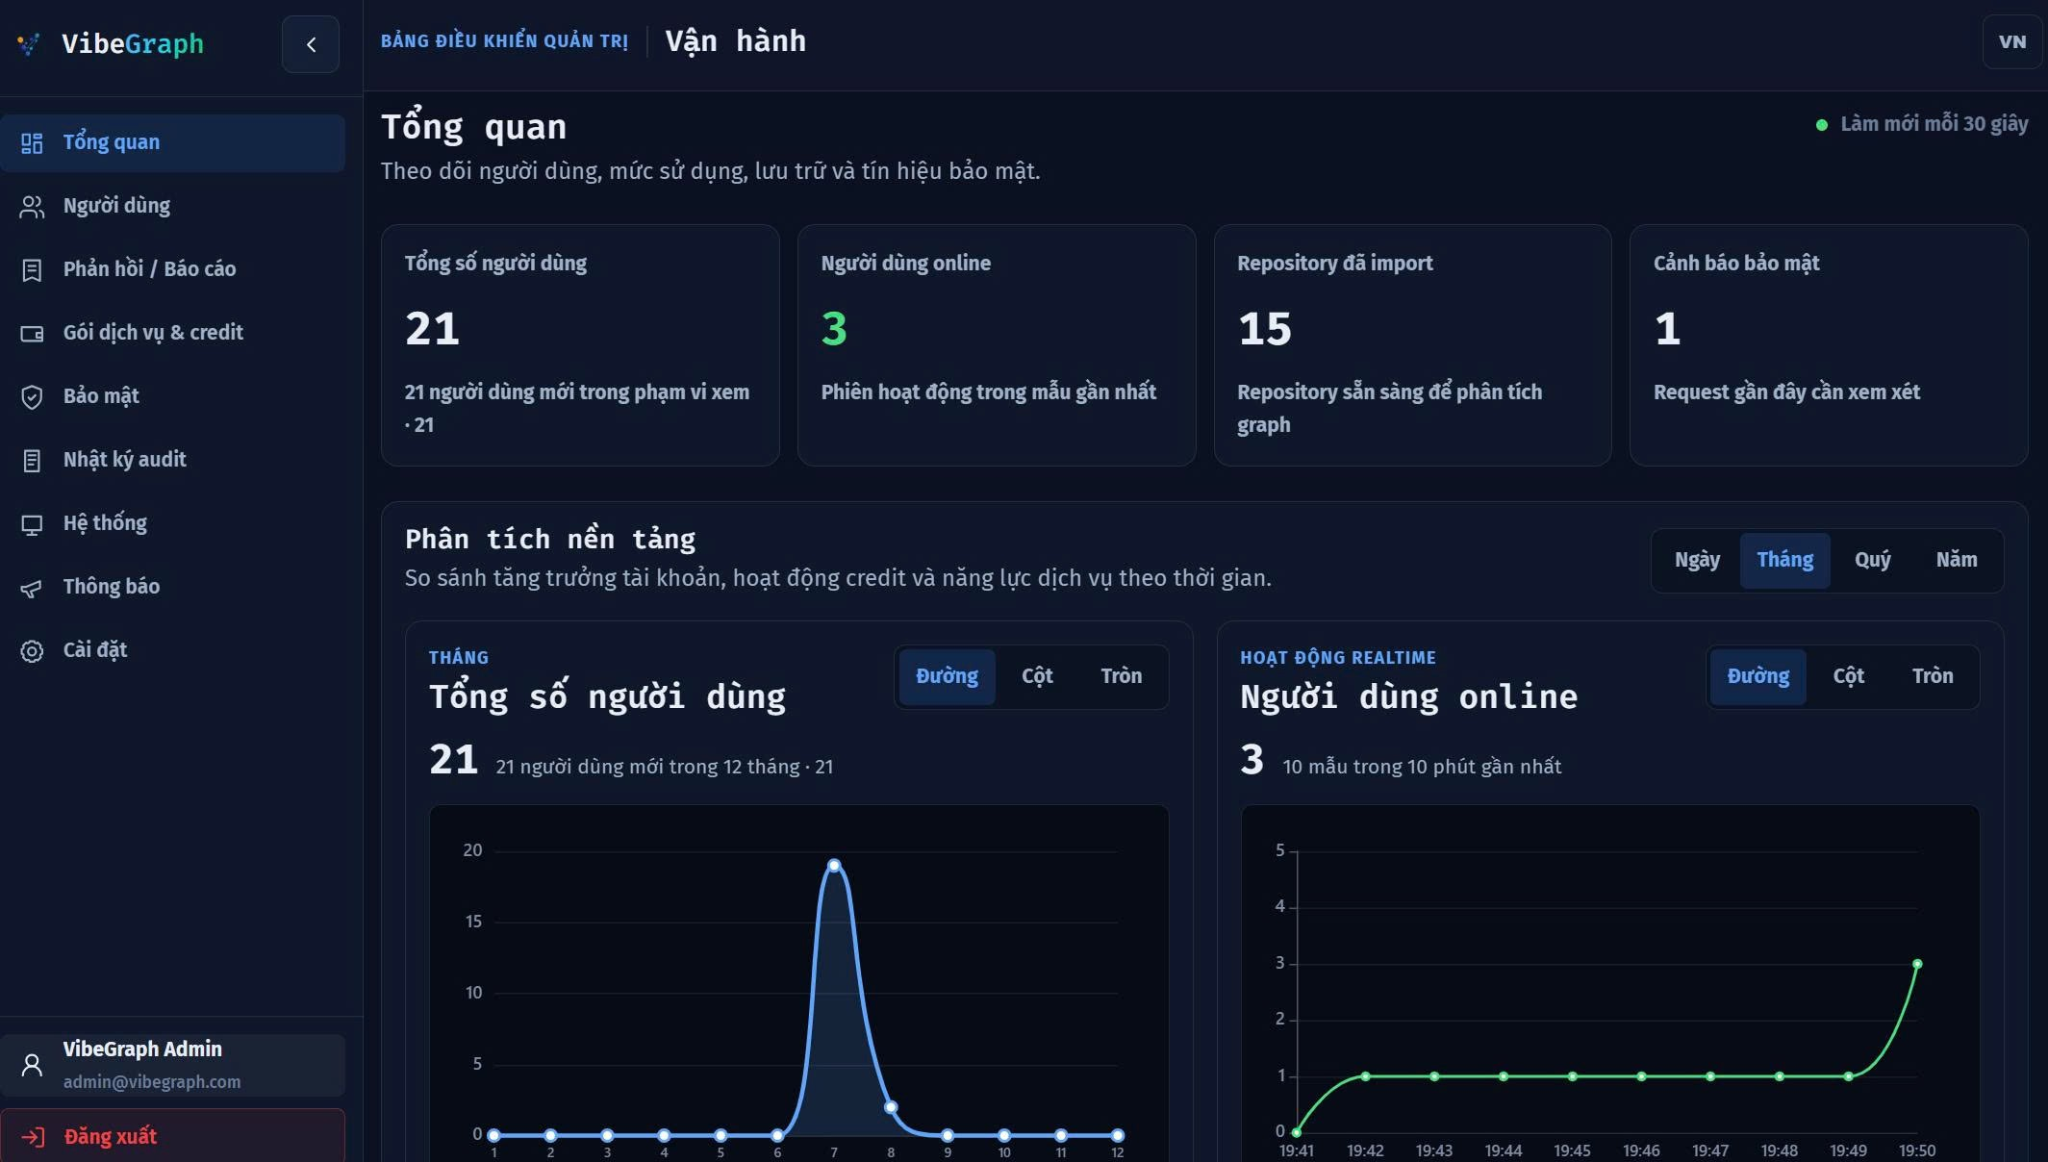 VibeGraph
BẢNG ĐIỀU KHIỂN QUẢN TRỊ
Vận hành
VN
Tổng quan
Người dùng
Phản hồi / Báo cáo
Gói dịch vụ & credit
Bảo mật
Nhật ký audit
Hệ thống
Thông báo
Cài đặt
VibeGraph Admin
admin@vibegraph.com
Đăng xuất
Tổng quan
Làm mới mỗi 30 giây
Theo dõi người dùng, mức sử dụng, lưu trữ và tín hiệu bảo mật.
Tổng số người dùng
21
21 người dùng mới trong phạm vi xem
· 21
Người dùng online
3
Phiên hoạt động trong mẫu gần nhất
Repository đã import
15
Repository sẵn sàng để phân tích
graph
Cảnh báo bảo mật
1
Request gần đây cần xem xét
Phân tích nền tảng
So sánh tăng trưởng tài khoản, hoạt động credit và năng lực dịch vụ theo thời gian.
Ngày Tháng Quý Năm
THÁNG
Tổng số người dùng
Đường Cột Tròn
21 21 người dùng mới trong 12 tháng · 21
20
15
10
5
0
1 2 3 4 5 6 7 8 9 10 11 12
HOẠT ĐỘNG REALTIME
Người dùng online
Đường Cột Tròn
3 10 mẫu trong 10 phút gần nhất
5
4
3
2
1
0
19:41 19:42 19:43 19:44 19:45 19:46 19:47 19:48 19:49 19:50